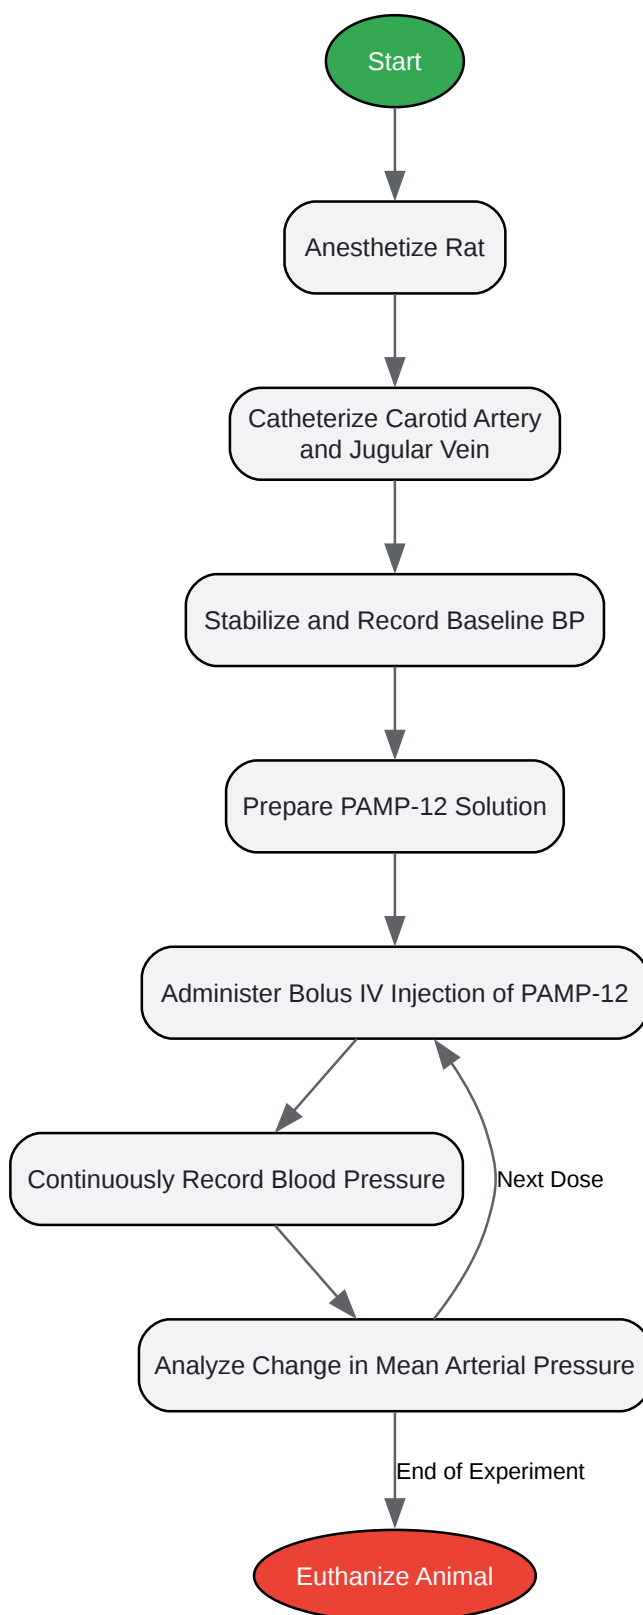 Start
Anesthetize Rat
Catheterize Carotid Artery
and Jugular Vein
Stabilize and Record Baseline BP
Prepare PAMP-12 Solution
Administer Bolus IV Injection of PAMP-12
Continuously Record Blood Pressure
Next Dose
Analyze Change in Mean Arterial Pressure
End of Experiment
Euthanize Animal